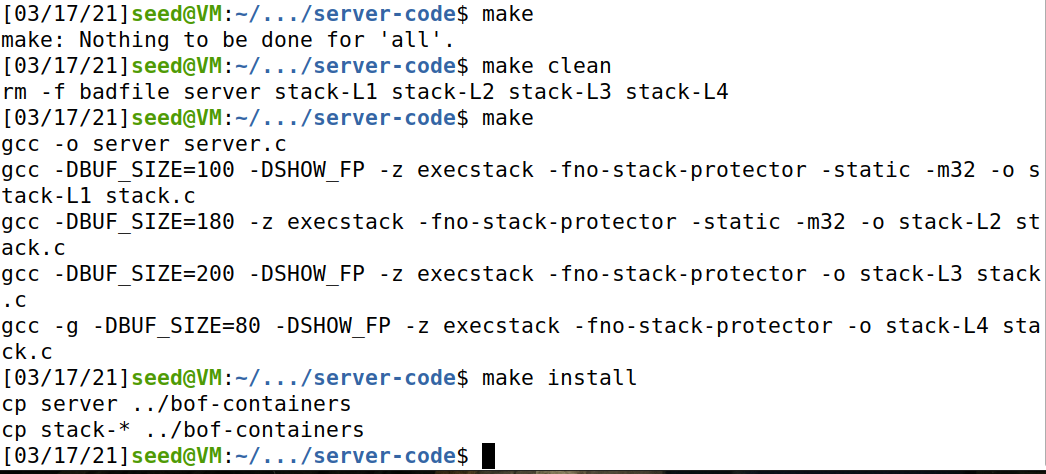 [03/17/21]seed@VM:~/.../server-code$ make
make: Nothing to be done for 'all'.
[03/17/21]seed@VM:~/.../server-code$ make clean
rm -f badfile server stack-L1 stack-L2 stack-L3 stack-L4
[03/17/21]seed@VM:~/.../server-code$ make
gcc -o server server.c
gcc -DBUF_SIZE=100 -DSHOW_FP -z execstack -fno-stack-protector -static -m32 -o s
tack-L1 stack.c
gcc -DBUF_SIZE=180 -z execstack -fno-stack-protector -static -m32 -o stack-L2 st
ack.c
gcc -DBUF_SIZE=200 -DSHOW_FP -z execstack -fno-stack-protector -o stack-L3 stack
.c
gcc -g -DBUF_SIZE=80 -DSHOW_FP -z execstack -fno-stack-protector -o stack-L4 sta
ck.c
[03/17/21]seed@VM:~/.../server-code$ make install
cp server ../bof-containers
cp stack-* ../bof-containers
[03/17/21]seed@VM:~/.../server-code$